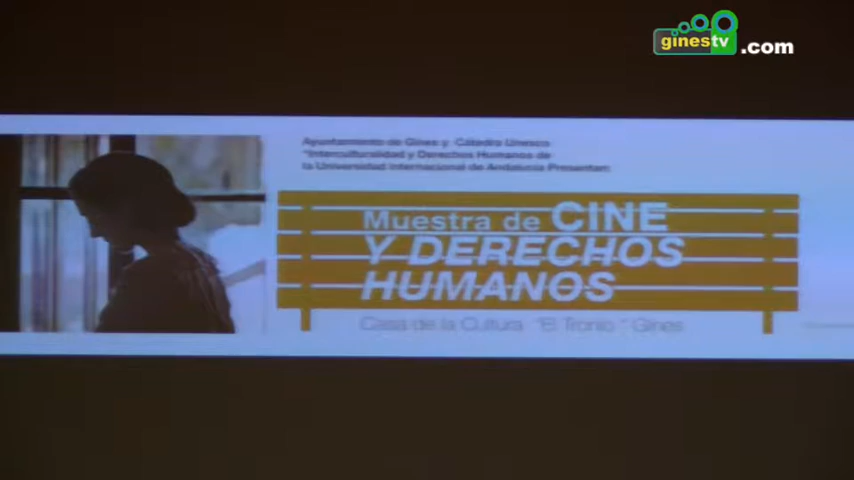 ginestv.com
Ayuntamiento de Gines y Cátedra Unesco
"Interculturalidad y Derechos Humanos de
la Universidad Internacional de Andalucía Presentan:
Muestra de CINE
Y DERECHOS
HUMANOS
Casa de la Cultura "El Tronío" Gines